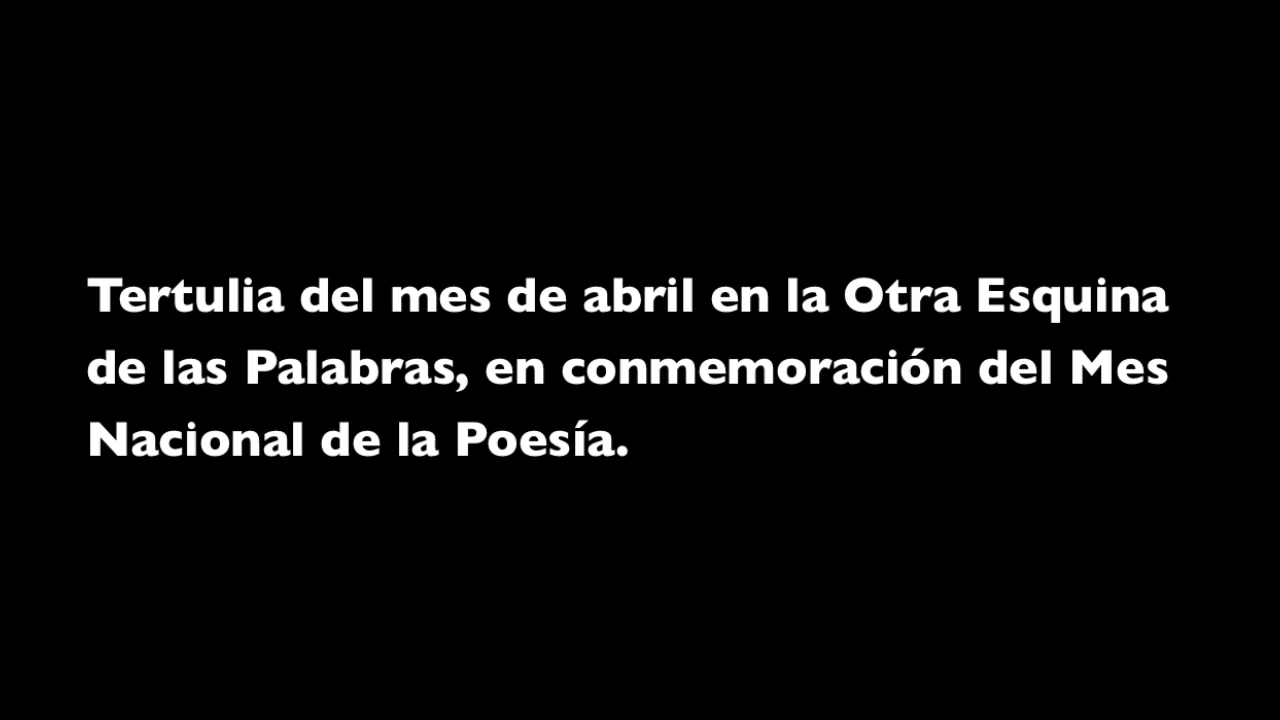 Tertulia del mes de abril en la Otra Esquina
de las Palabras, en conmemoración del Mes
Nacional de la Poesía.